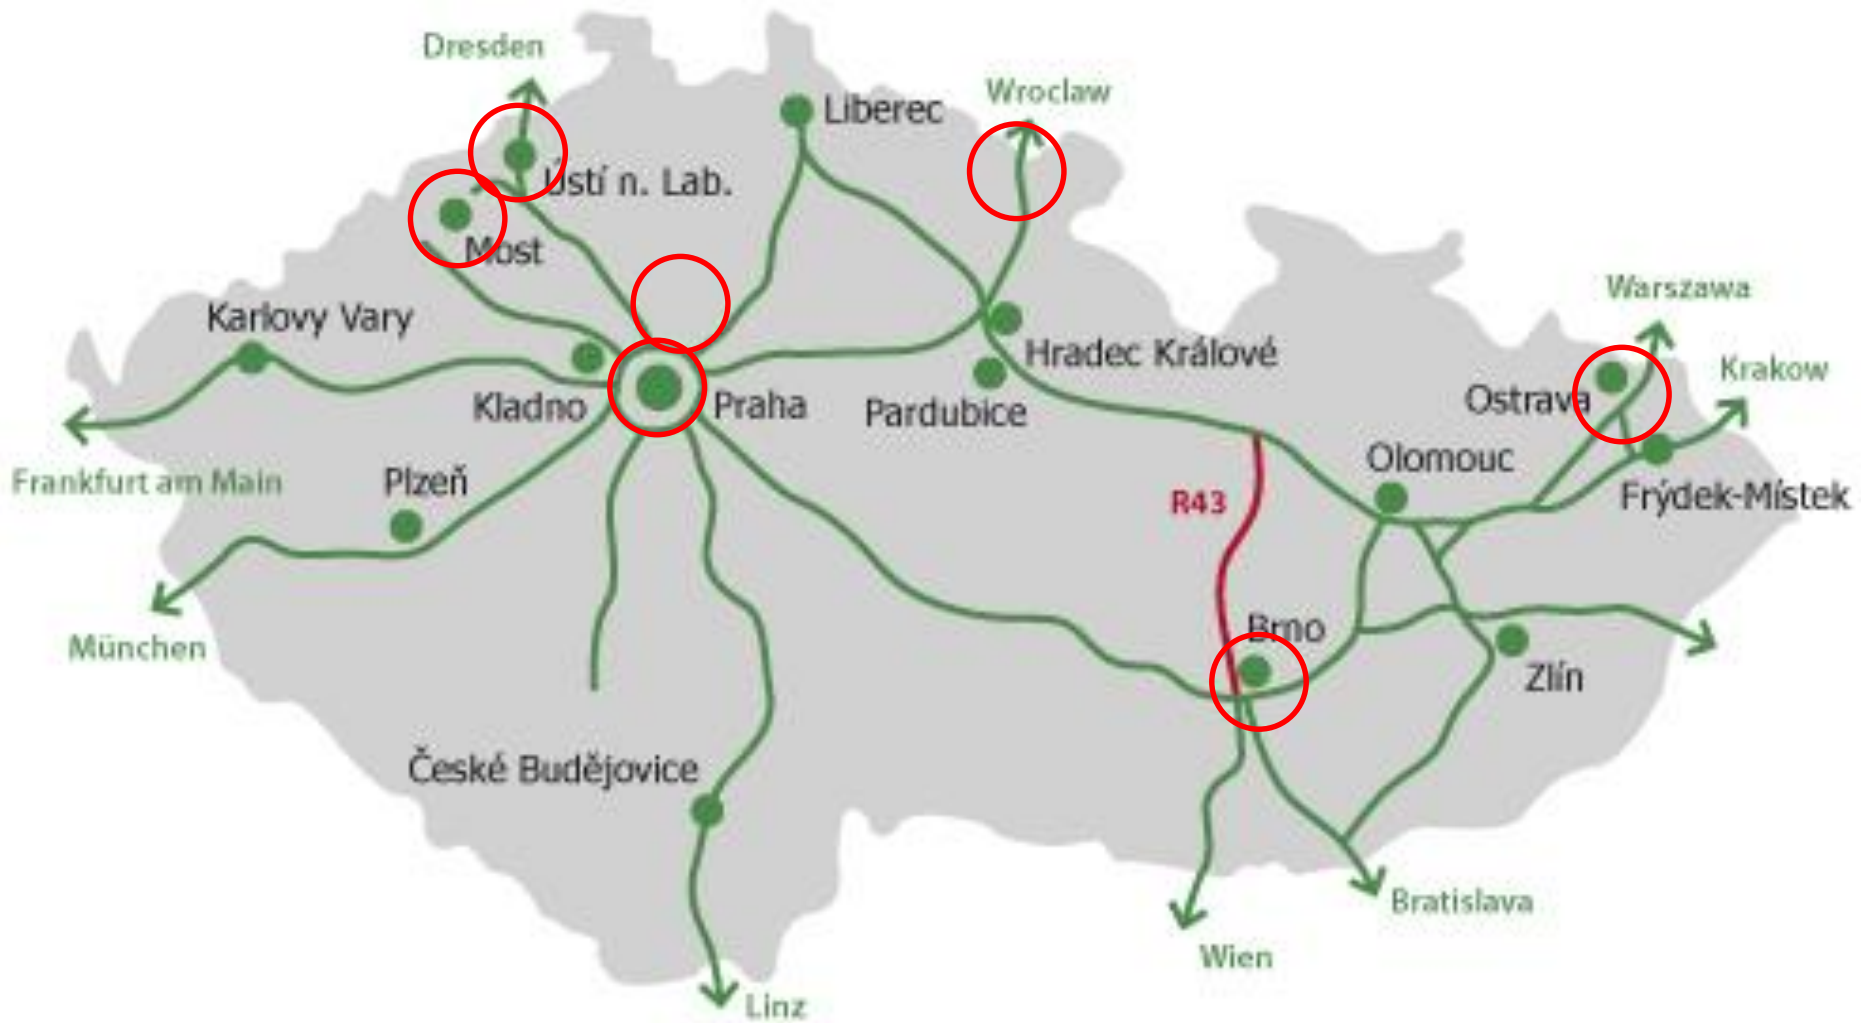 Dresden
Wroclaw
Liberec
Ústí n. Lab.
Most
Warszawa
Karlovy Vary
Krakow
Hradec Králové
Ostrava
Kladno
Praha
Pardubice
Olomouc
Frankfurt am Main
Plzeň
R43
Frýdek-Místek
Brno
München
Zlín
České Budějovice
Bratislava
Wien
Linz